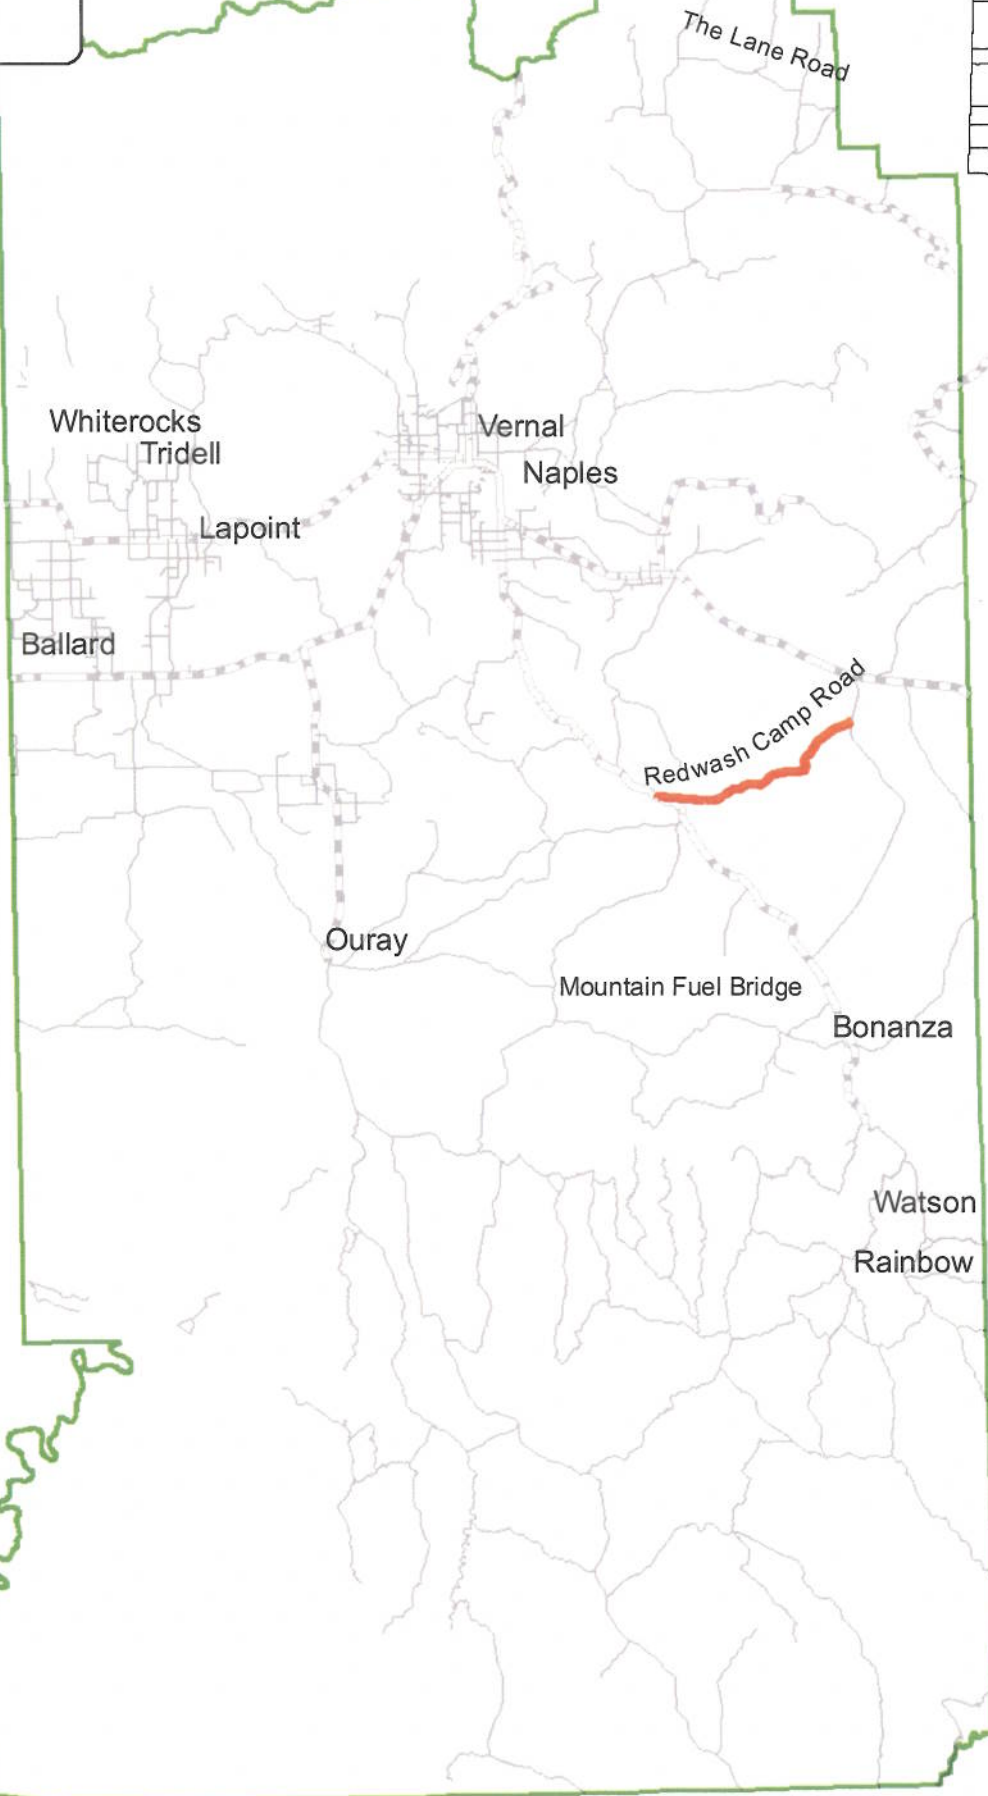 The Lane Road
Whiterocks
Tridell
Vernal
Naples
Lapoint
Ballard
Redwash Camp Road
Ouray
Mountain Fuel Bridge
Bonanza
Watson
Rainbow